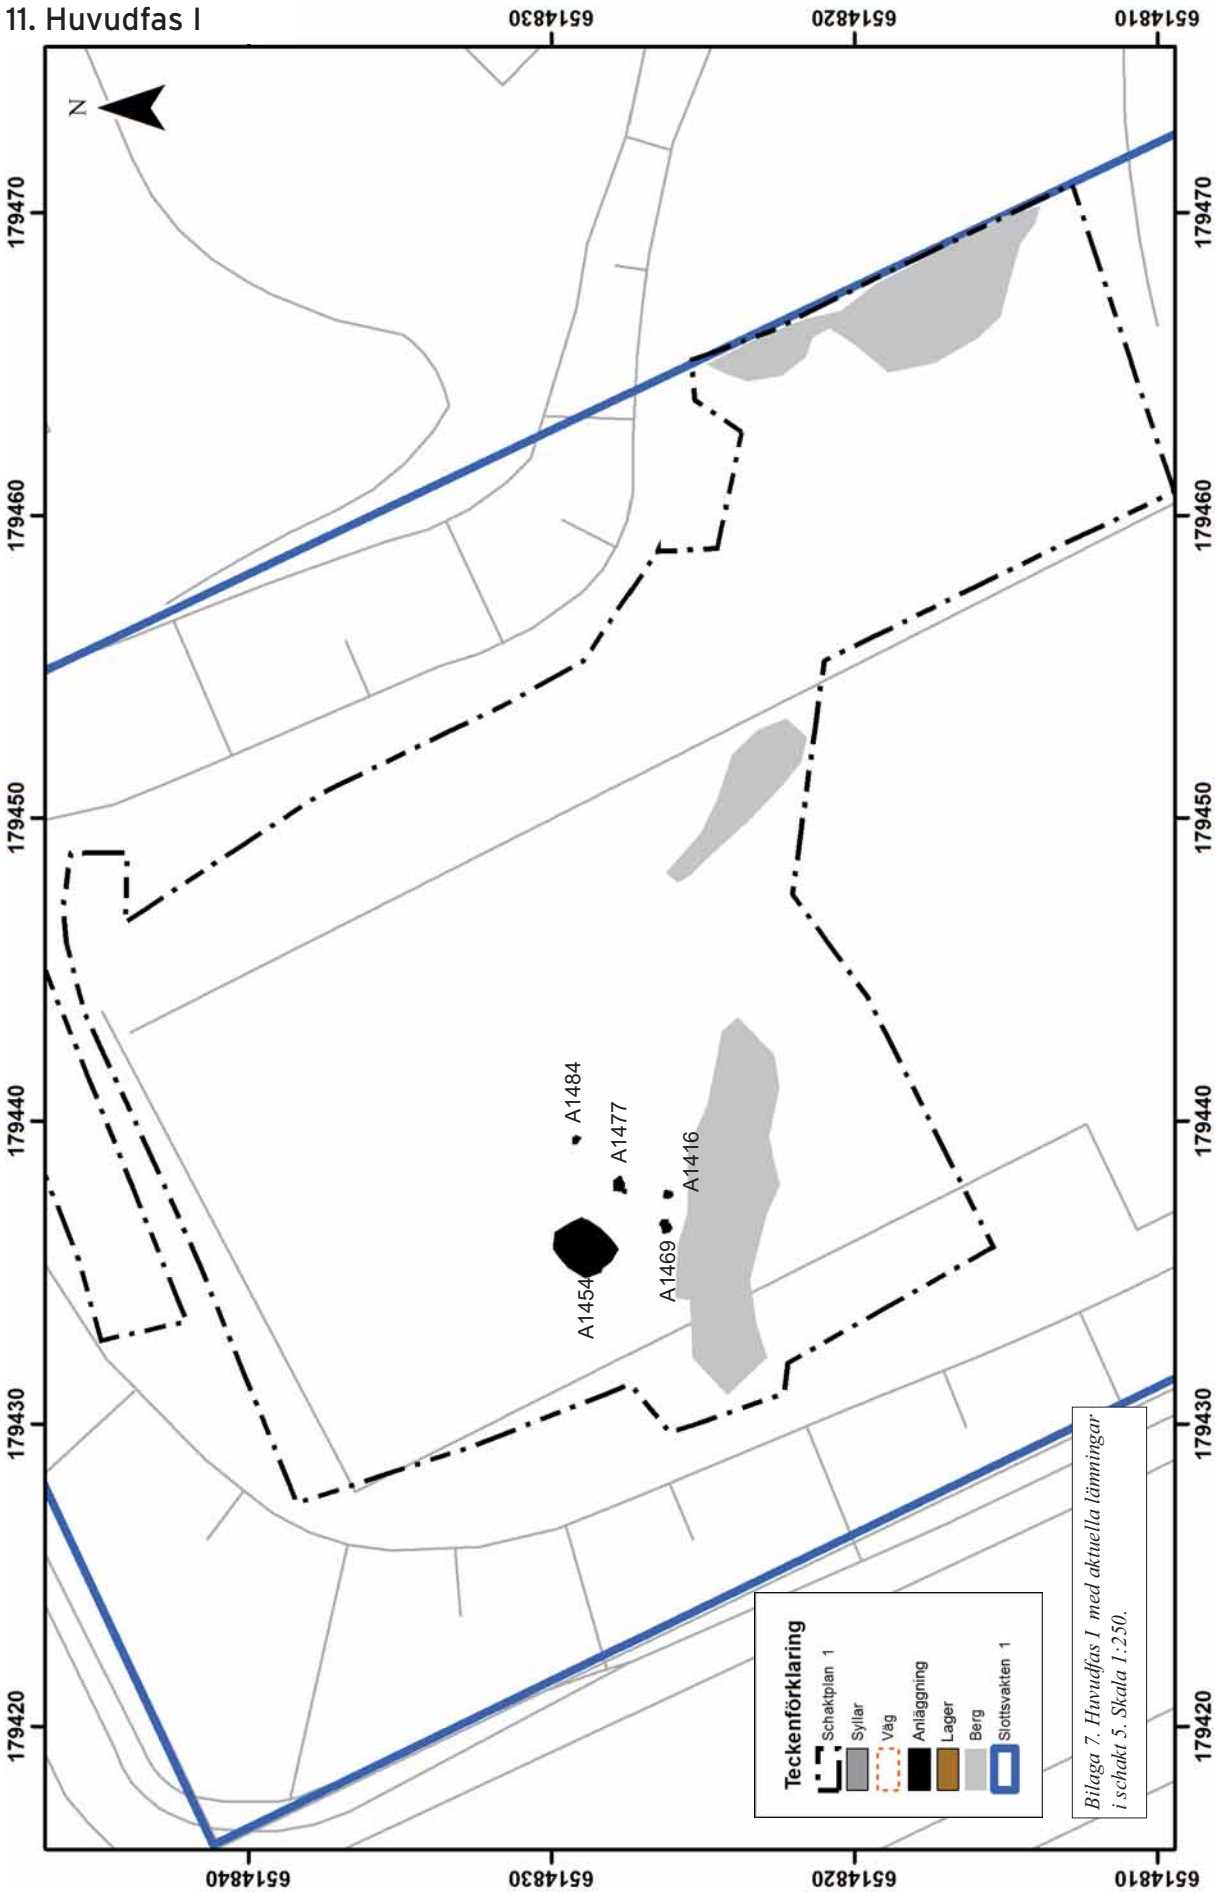 11. Huvudfas I
6514830
6514820
6514810
N
179470
179460
179450
179440
179430
179420
179470
179460
179450
179440
179430
179420
A1484
A1477
A1416
A1454
A1469
Teckenförklaring
Schaktplan 1
Syllar
Väg
Anläggning
Lager
Berg
Slottsvakten 1
Bilaga 7. Huvudfas I med aktuella lämningar
i schakt 5. Skala 1:250.
6514840
6514830
6514820
6514810